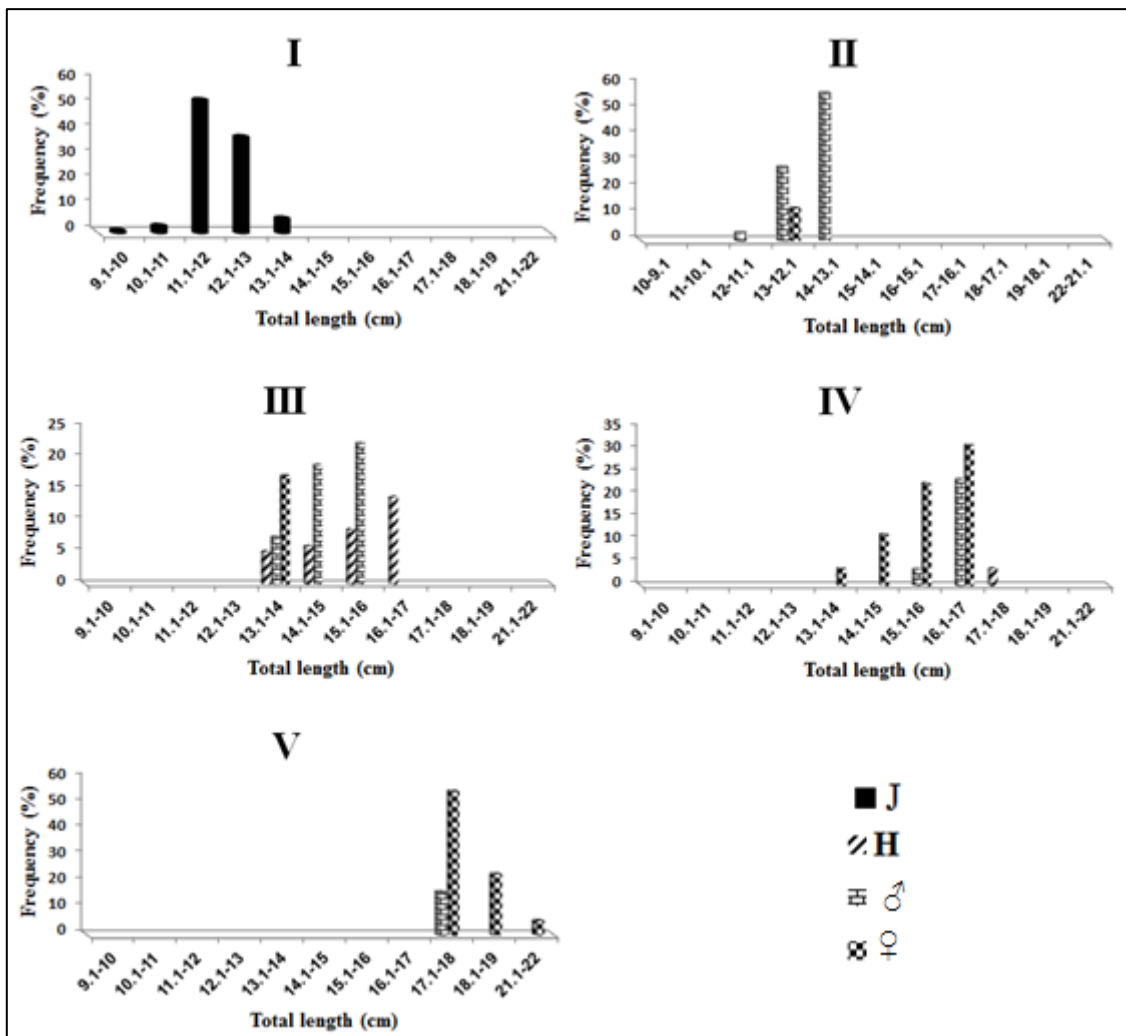 I
Frequency (%)
60
50
40
30
20
10
0
9.1-10 10.1-11 11.1-12 12.1-13 13.1-14 14.1-15 15.1-16 16.1-17 17.1-18 18.1-19 21.1-22
Total length (cm)
II
Frequency (%)
60
50
40
30
20
10
0
10-9.1 11-10.1 12-11.1 13-12.1 14-13.1 15-14.1 16-15.1 17-16.1 18-17.1 19-18.1 22-21.1
Total length (cm)
III
Frequency (%)
25
20
15
10
5
0
9.1-10 10.1-11 11.1-12 12.1-13 13.1-14 14.1-15 15.1-16 16.1-17 17.1-18 18.1-19 21.1-22
Total length (cm)
IV
Frequency (%)
35
30
25
20
15
10
5
0
9.1-10 10.1-11 11.1-12 12.1-13 13.1-14 14.1-15 15.1-16 16.1-17 17.1-18 18.1-19 21.1-22
Total length (cm)
V
Frequency (%)
60
50
40
30
20
10
0
9.1-10 10.1-11 11.1-12 12.1-13 13.1-14 14.1-15 15.1-16 16.1-17 17.1-18 18.1-19 21.1-22
Total length (cm)
J
H
♂
♀